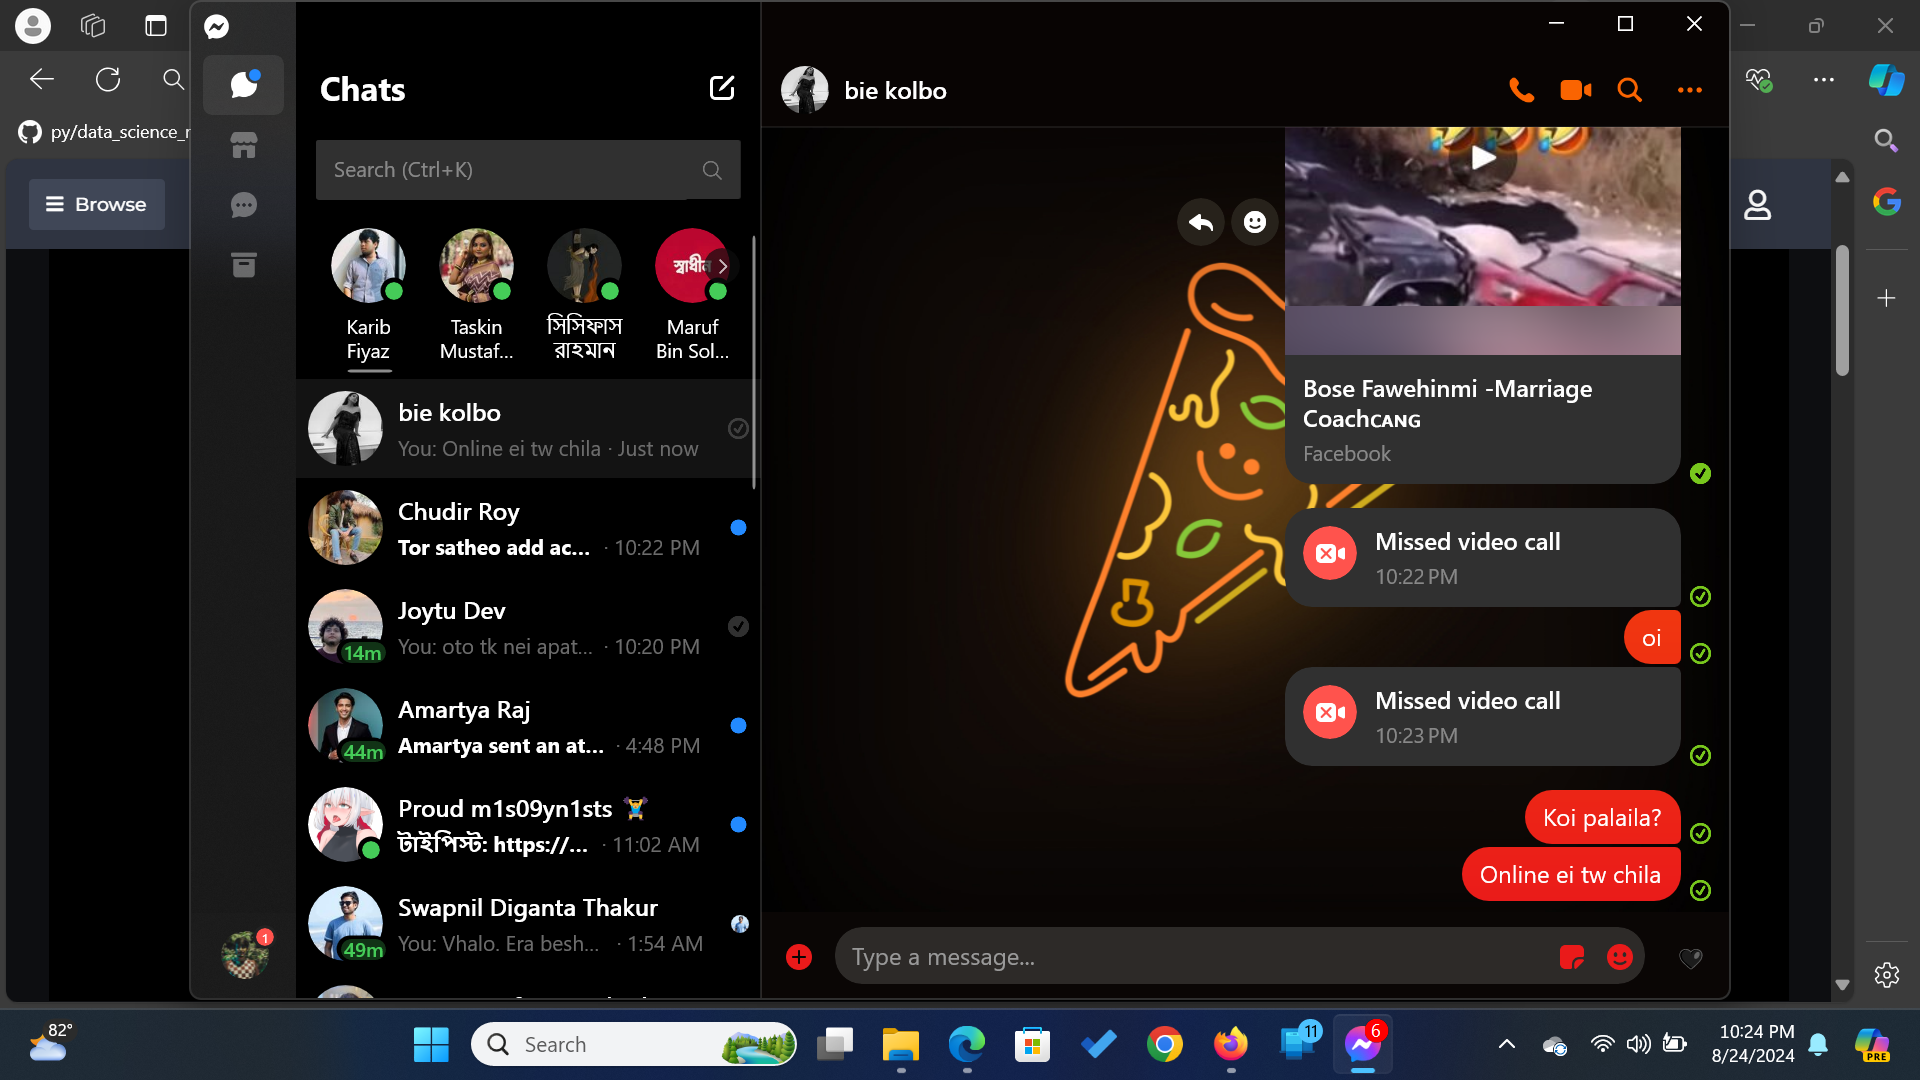 py/data_science_r
Browse
Chats
Search (Ctrl+K)
Karib
Fiyaz
Taskin
Mustaf...
সিসিফাস
রাহমান
স্বাধীন
Maruf
Bin Sol...
bie kolbo
You: Online ei tw chila · Just now
Chudir Roy
Tor satheo add ac... · 10:22 PM
Joytu Dev
14m
You: oto tk nei apat... · 10:20 PM
Amartya Raj
44m
Amartya sent an at... · 4:48 PM
Proud m1s09yn1sts 🏋️
টাইপিস্ট: https://... · 11:02 AM
Swapnil Diganta Thakur
49m
You: Vhalo. Era besh... · 1:54 AM
1
bie kolbo
Bose Fawehinmi -Marriage
Coachᴄᴀɴɢ
Facebook
Missed video call
10:22 PM
oi
Missed video call
10:23 PM
Koi palaila?
Online ei tw chila
Type a message...
82°
Search
11
6
10:24 PM
8/24/2024
PRE